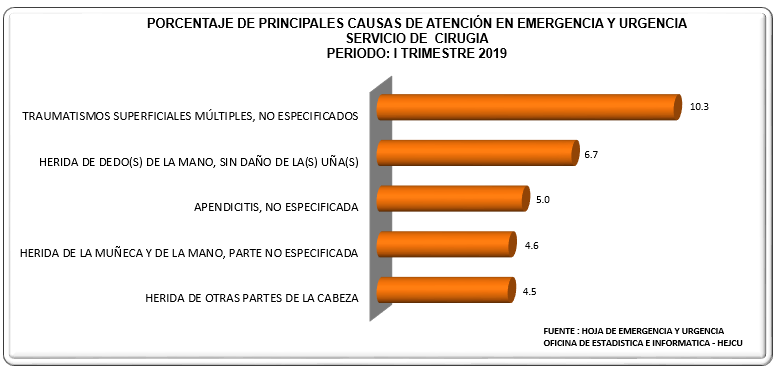 PORCENTAJE DE PRINCIPALES CAUSAS DE ATENCIÓN EN EMERGENCIA Y URGENCIA
SERVICIO DE CIRUGIA
PERIODO: I TRIMESTRE 2019
TRAUMATISMOS SUPERFICIALES MÚLTIPLES, NO ESPECIFICADOS
10.3
HERIDA DE DEDO(S) DE LA MANO, SIN DAÑO DE LA(S) UÑA(S)
6.7
APENDICITIS, NO ESPECIFICADA
5.0
HERIDA DE LA MUÑECA Y DE LA MANO, PARTE NO ESPECIFICADA
4.6
HERIDA DE OTRAS PARTES DE LA CABEZA
4.5
FUENTE : HOJA DE EMERGENCIA Y URGENCIA
OFICINA DE ESTADISTICA E INFORMATICA - HEJCU